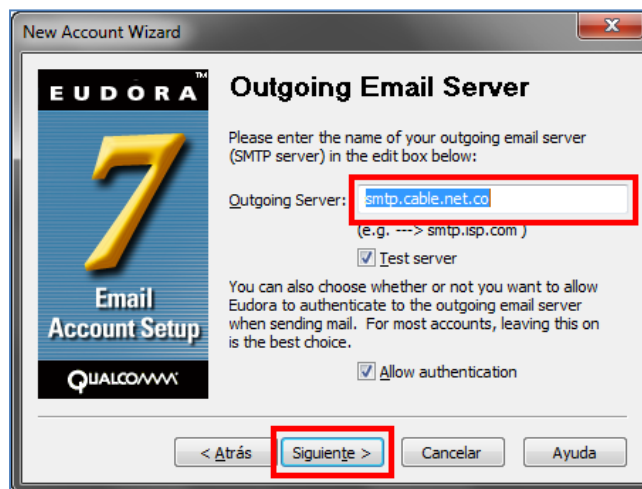 New Account Wizard
EUDORA™
7
Email
Account Setup
QUALCOMM
Outgoing Email Server
Please enter the name of your outgoing email server
(SMTP server) in the edit box below:
Outgoing Server: smtp.cable.net.co
(e.g. ---> smtp.isp.com )
Test server
You can also choose whether or not you want to allow
Eudora to authenticate to the outgoing email server
when sending mail. For most accounts, leaving this on
is the best choice.
Allow authentication
< Atrás
Siguiente >
Cancelar
Ayuda